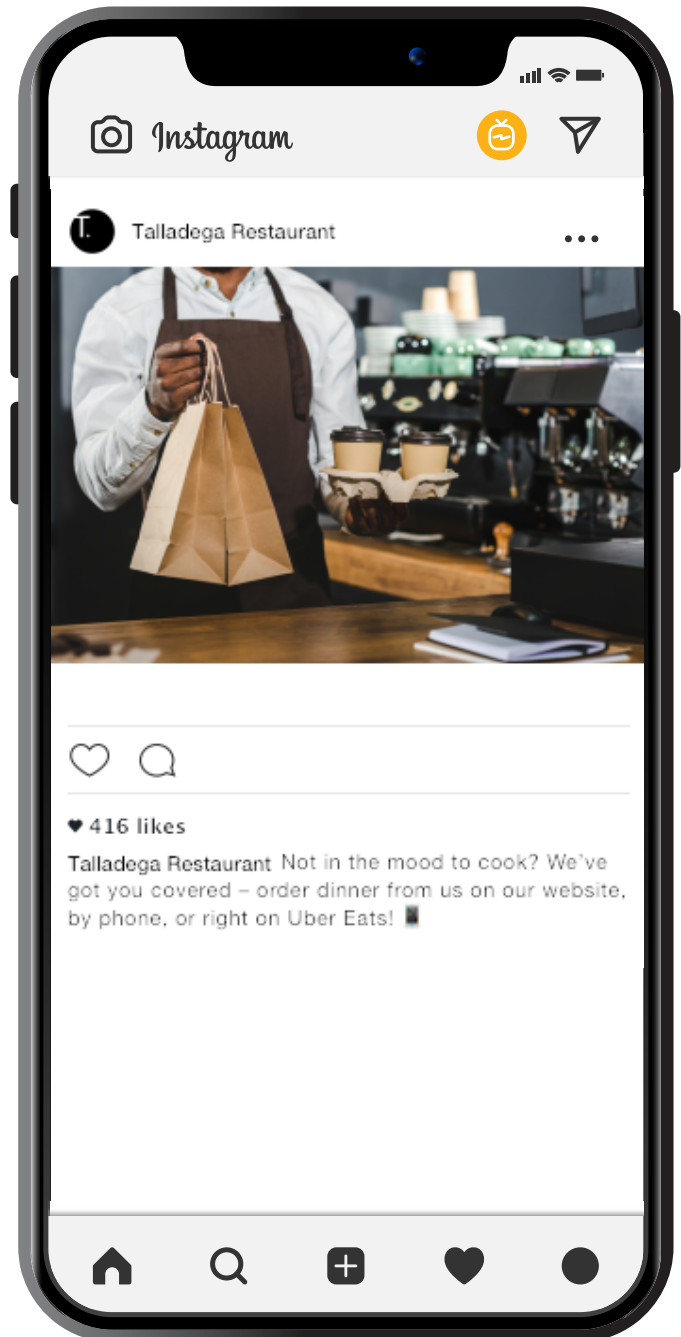 Instagram
T.
Talladega Restaurant
416 likes
Talladega Restaurant Not in the mood to cook? We've
got you covered – order dinner from us on our website,
by phone, or right on Uber Eats! 📱